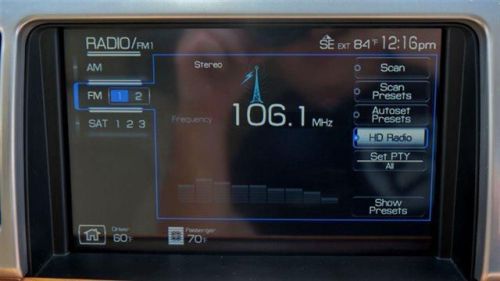 RADIO/FM1
SE EXT 84°F 12:16pm
AM
FM 1 2
SAT 1 2 3
Stereo
Frequency 106.1 MHz
Scan
Scan
Presets
Autoset
Presets
HD Radio
Set PTY
All
Show
Presets
Driver
60°F
Passenger
70°F